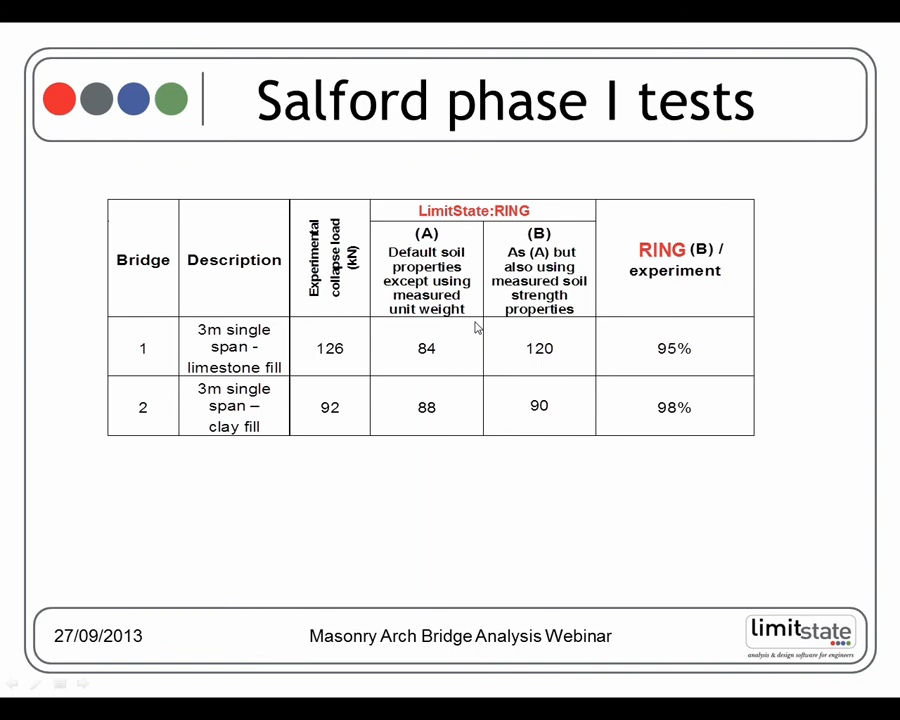 Salford phase I tests
Bridge
Description
Experimental
collapse load
(kN)
LimitState:RING
(A)
Default soil
properties
except using
measured
unit weight
(B)
As (A) but
also using
measured soil
strength
properties
RING (B) /
experiment
1
3m single
span -
limestone fill
126
84
120
95%
2
3m single
span –
clay fill
92
88
90
98%
27/09/2013
Masonry Arch Bridge Analysis Webinar
limitstate
analysis & design software for engineers